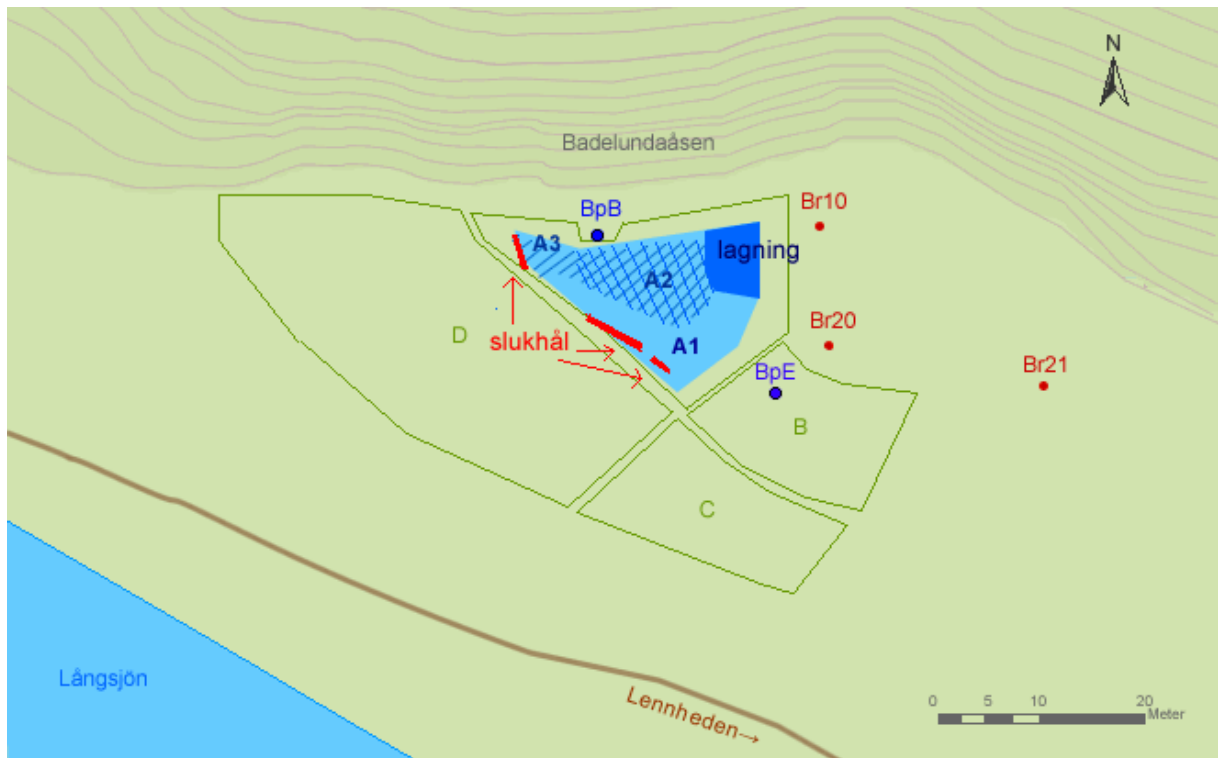 N
Badelundaåsen
BpB
Br10
A3
lagning
A2
Br20
D
slukhål
A1
Br21
BpE
B
C
Långsjön
Lennheden→
0 5 10 20
Meter